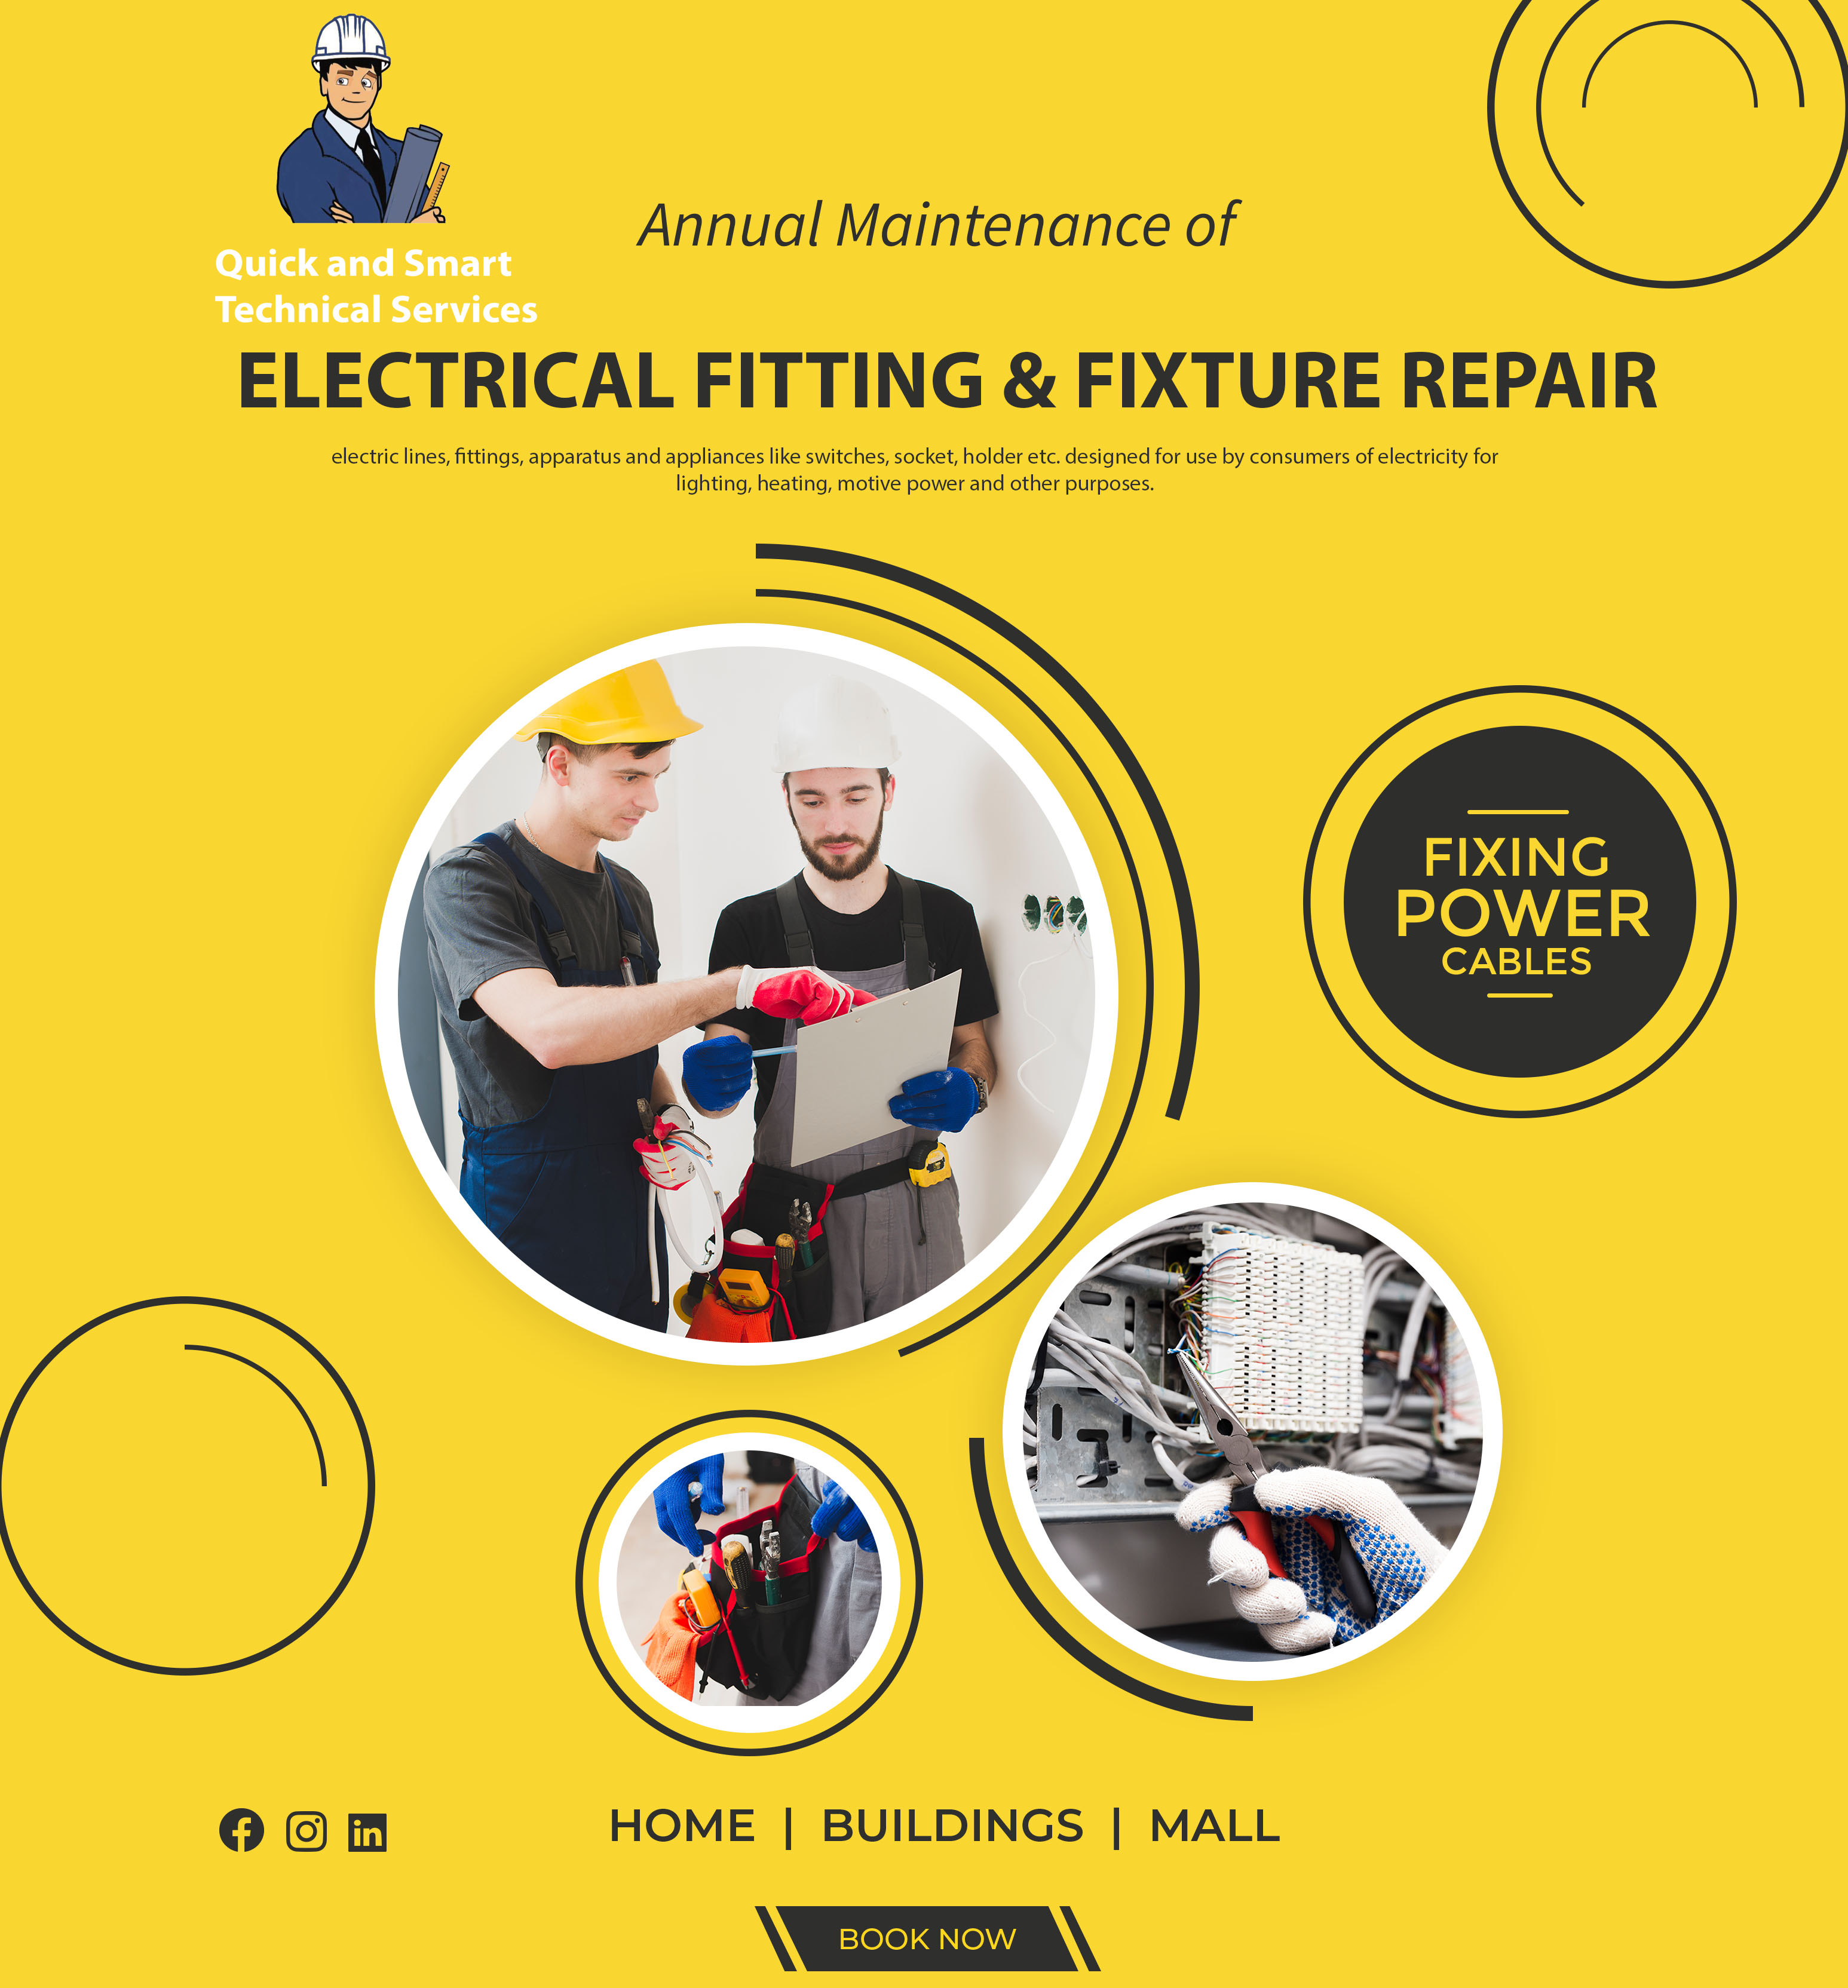 Quick and Smart
Technical Services
Annual Maintenance of
ELECTRICAL FITTING & FIXTURE REPAIR
electric lines, fittings, apparatus and appliances like switches, socket, holder etc. designed for use by consumers of electricity for
lighting, heating, motive power and other purposes.
FIXING
POWER
CABLES
HOME | BUILDINGS | MALL
BOOK NOW